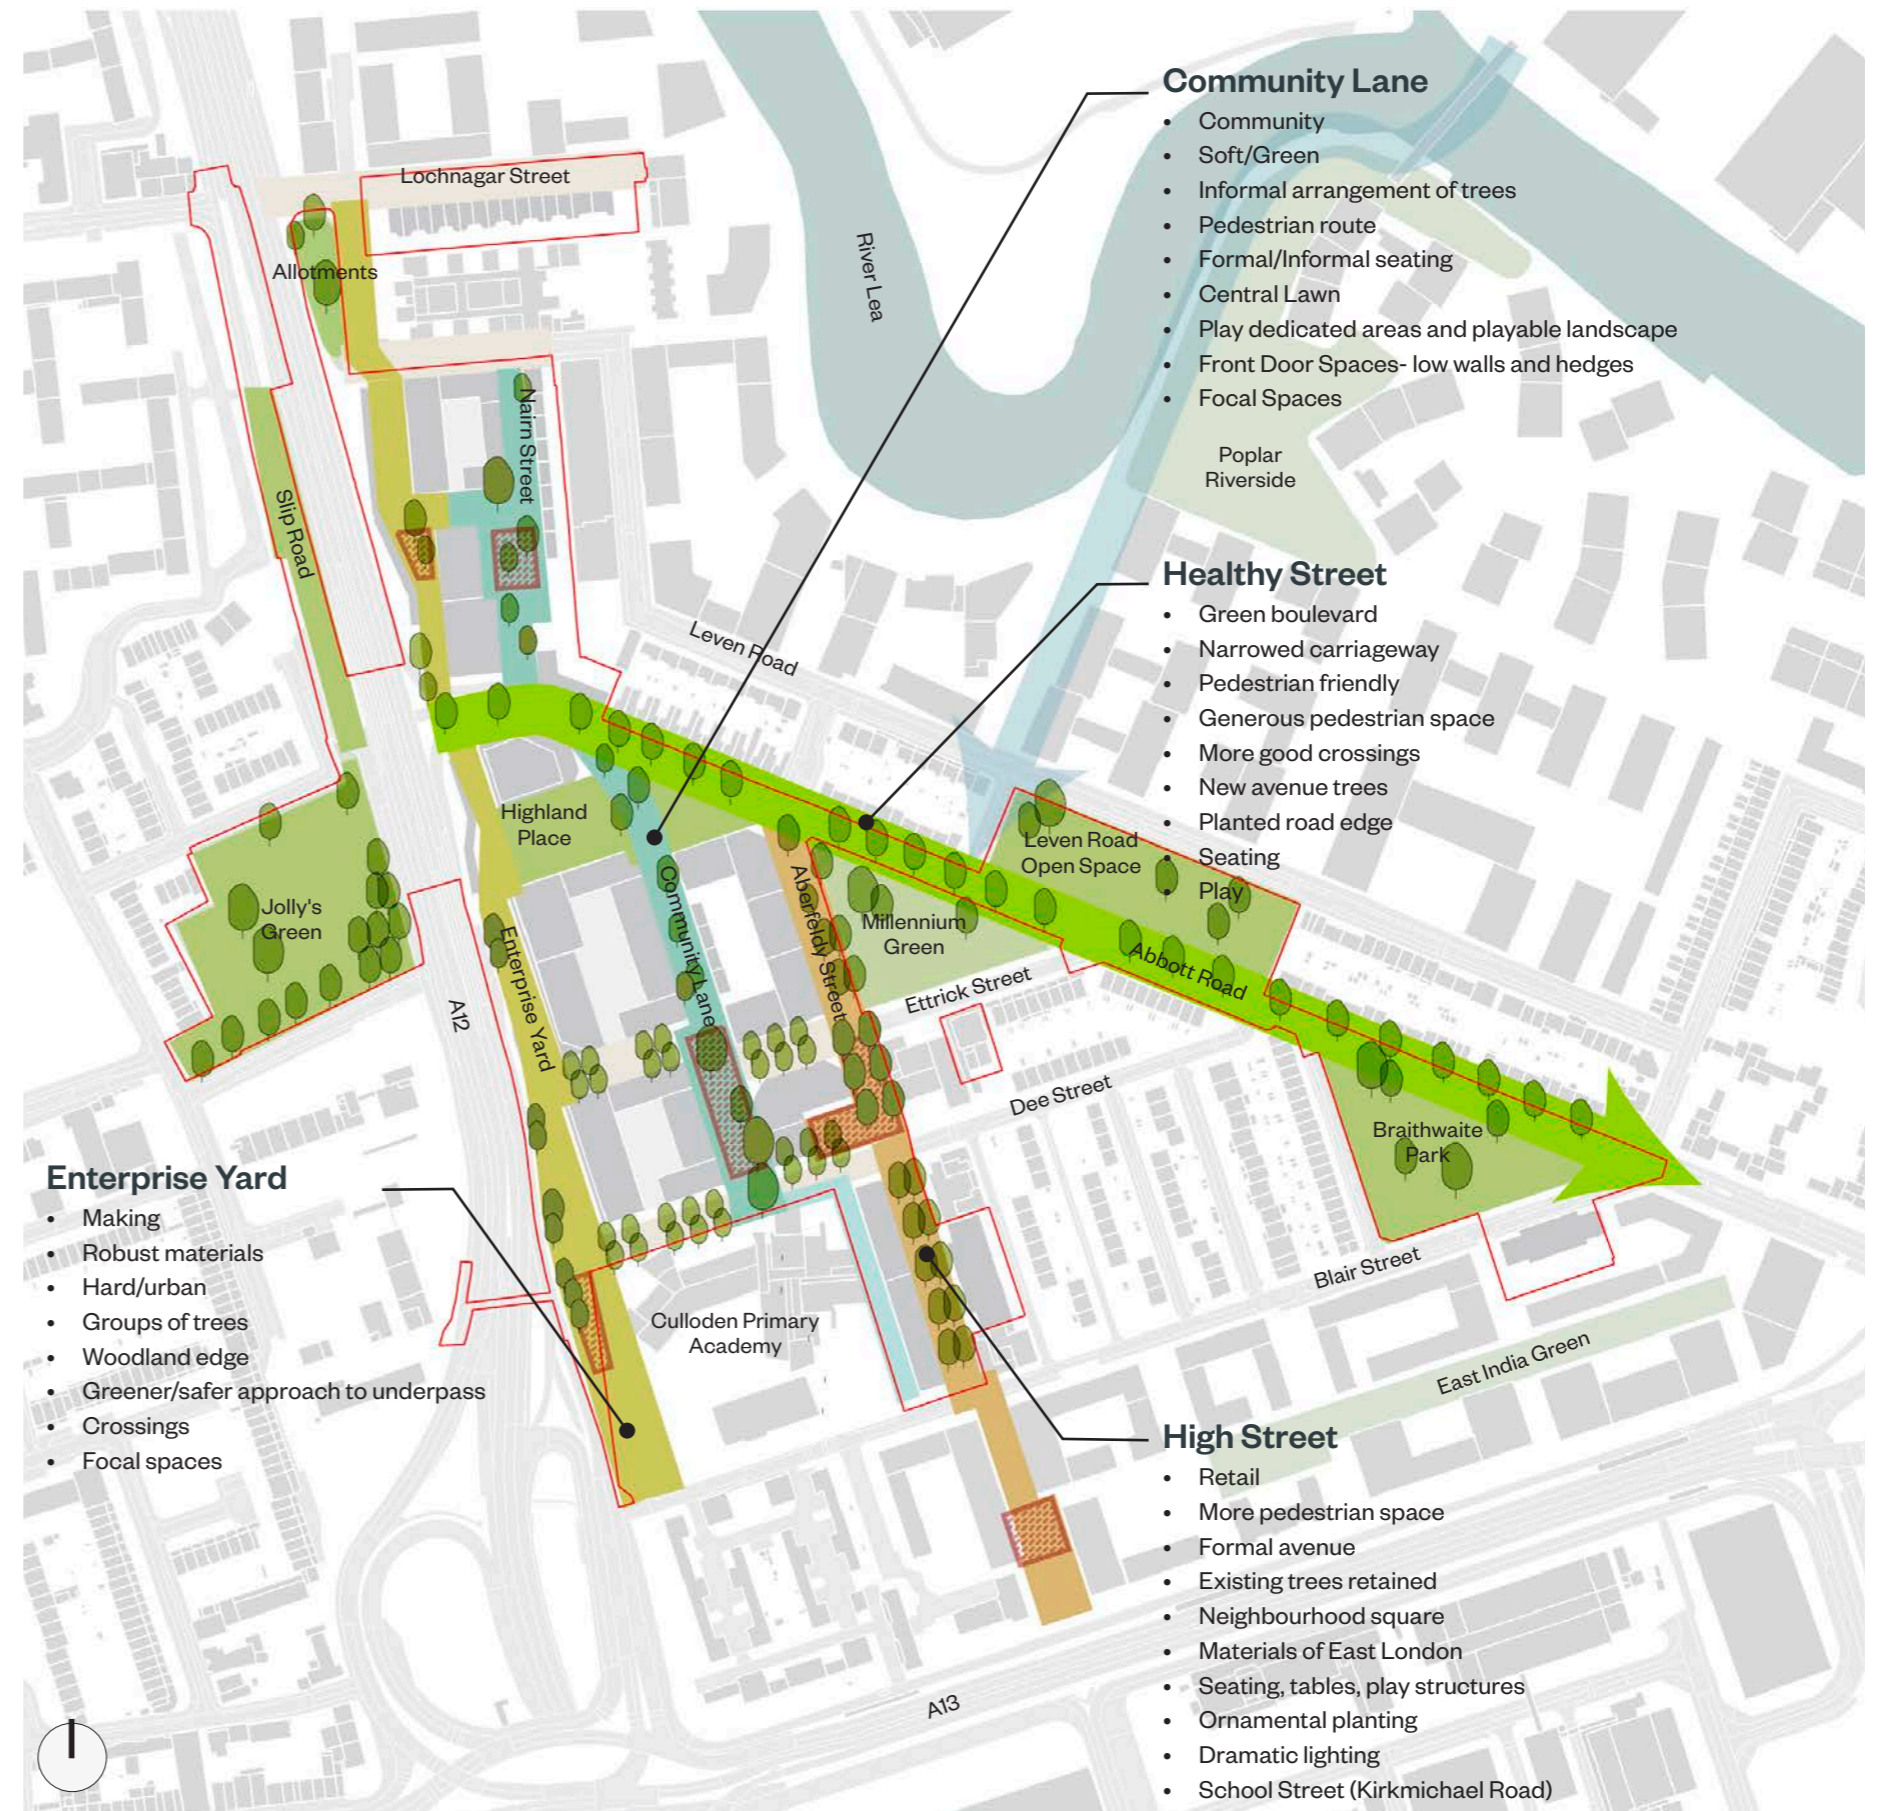 Community Lane
• Community
• Soft/Green
• Informal arrangement of trees
• Pedestrian route
• Formal/Informal seating
• Central Lawn
• Play dedicated areas and playable landscape
• Front Door Spaces- low walls and hedges
• Focal Spaces
Healthy Street
• Green boulevard
• Narrowed carriageway
• Pedestrian friendly
• Generous pedestrian space
• More good crossings
• New avenue trees
• Planted road edge
• Seating
• Play
Enterprise Yard
• Making
• Robust materials
• Hard/urban
• Groups of trees
• Woodland edge
• Greener/safer approach to underpass
• Crossings
• Focal spaces
High Street
• Retail
• More pedestrian space
• Formal avenue
• Existing trees retained
• Neighbourhood square
• Materials of East London
• Seating, tables, play structures
• Ornamental planting
• Dramatic lighting
• School Street (Kirkmichael Road)
Lochnagar Street
Allotments
River Lea
Nairn Street
Slip Road
Poplar
Riverside
Leven Road
Highland
Place
Leven Road
Open Space
Jolly's
Green
Community Lane
Aberfeldy Street
Millennium
Green
Enterprise Yard
Abbott Road
Ettrick Street
A12
Dee Street
Braithwaite
Park
Blair Street
Culloden Primary
Academy
East India Green
A13